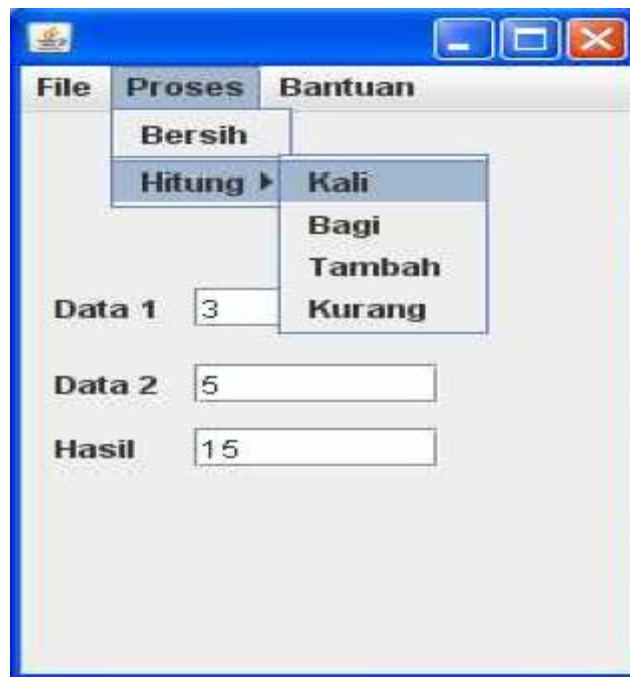 File Proses Bantuan
Bersih
Hitung Kali
Bagi
Tambah
Data 1 3 Kurang
Data 2 5
Hasil 15